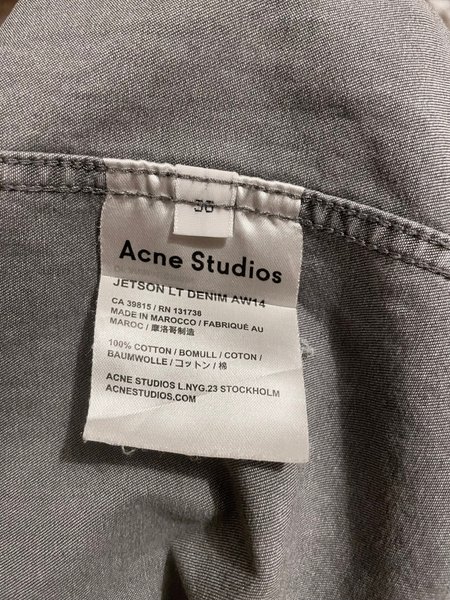 Acne Studios
JETSON LT DENIM AW14
CA 39815 / RN 131738
MADE IN MAROCCO / FABRIQUÉ AU
MAROC / 摩洛哥制造
100% COTTON / BOMULL / COTON /
BAUMWOLLE / コットン / 棉
ACNE STUDIOS L.NYG.23 STOCKHOLM
ACNESTUDIOS.COM